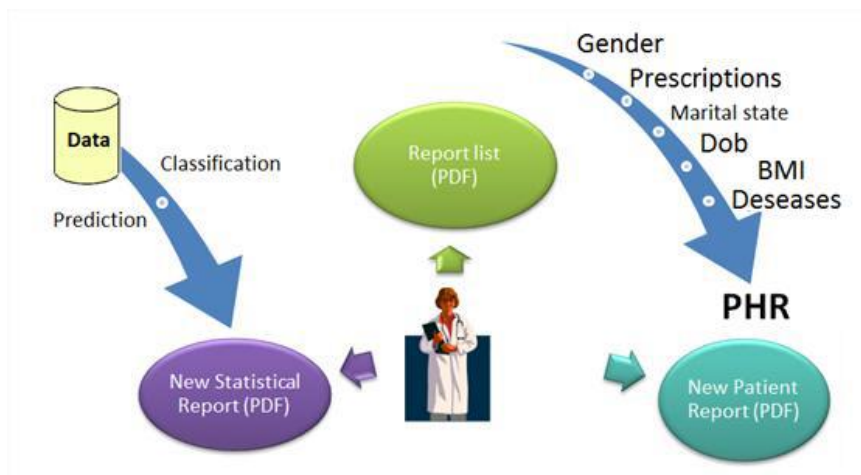 Gender
Prescriptions
Marital state
Dob
BMI
Deseases
Data
Classification
Prediction
Report list
(PDF)
PHR
New Statistical
Report (PDF)
New Patient
Report (PDF)